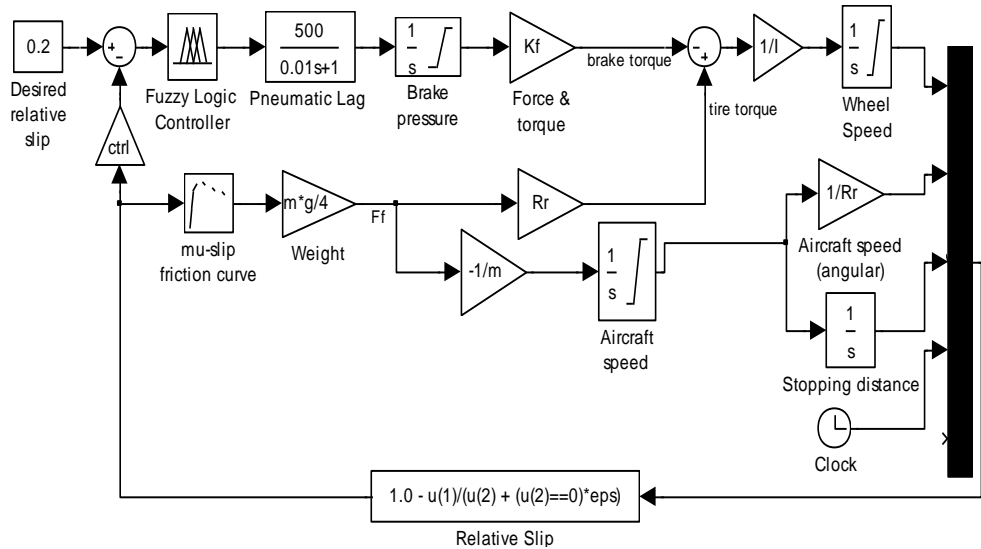 0.2
Desired
relative
slip
+
−
Fuzzy Logic
Controller
500
0.01s+1
Pneumatic Lag
1
s
Brake
pressure
Kf
Force &
torque
brake torque
−
+
tire torque
1/I
1
s
Wheel
Speed
ctrl
mu-slip
friction curve
m*g/4
Weight
Ff
Rr
-1/m
1
s
Aircraft
speed
1/Rr
Aircraft speed
(angular)
1
s
Stopping distance
Clock
1.0 - u(1)/(u(2) + (u(2)==0)*eps)
Relative Slip